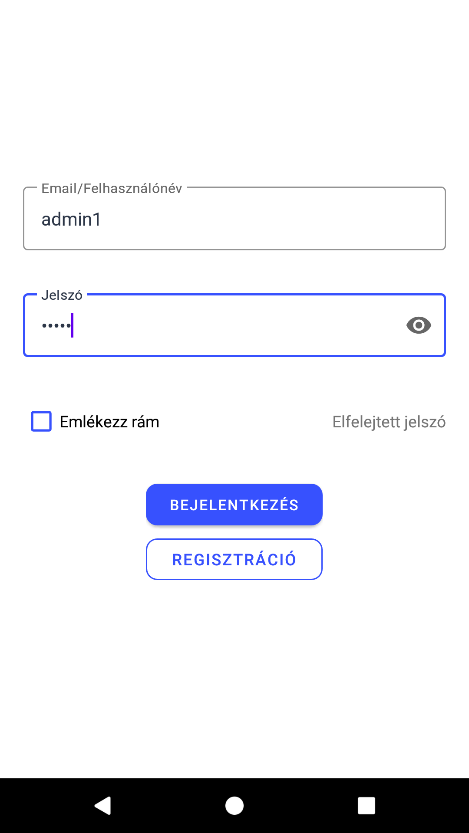 Email/Felhasználónév
admin1
Jelszó
•••••
Emlékezz rám
Elfelejtett jelszó
BEJELENTKEZÉS
REGISZTRÁCIÓ